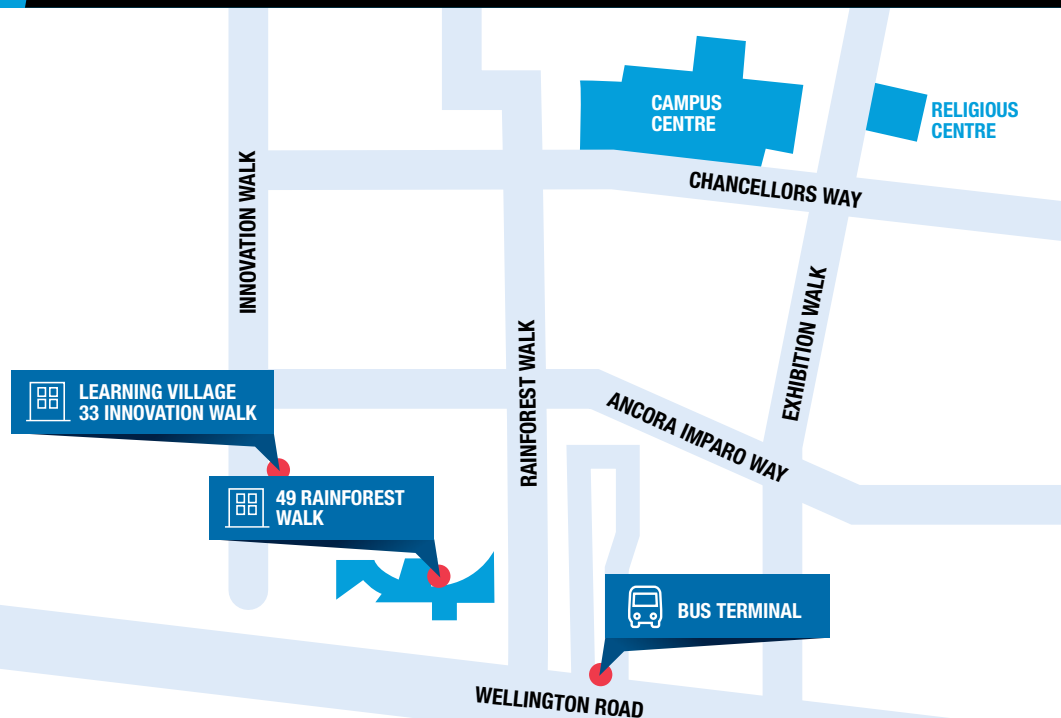 CAMPUS
CENTRE
RELIGIOUS
CENTRE
CHANCELLORS WAY
INNOVATION WALK
EXHIBITION WALK
RAINFOREST WALK
LEARNING VILLAGE
33 INNOVATION WALK
ANCORA IMPARO WAY
49 RAINFOREST
WALK
BUS TERMINAL
WELLINGTON ROAD